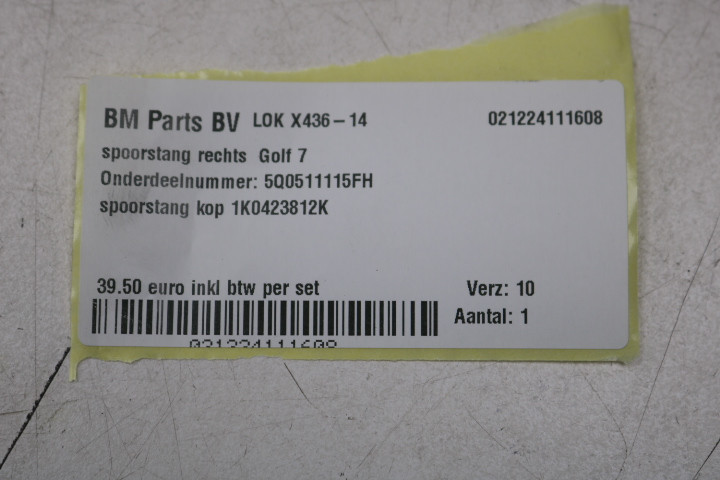 BM Parts BV LOK X436-14 021224111608
spoorstang rechts Golf 7
Onderdeelnummer: 5Q0511115FH
spoorstang kop 1K0423812K
39.50 euro inkl btw per set Verz: 10
Aantal: 1
021224111608